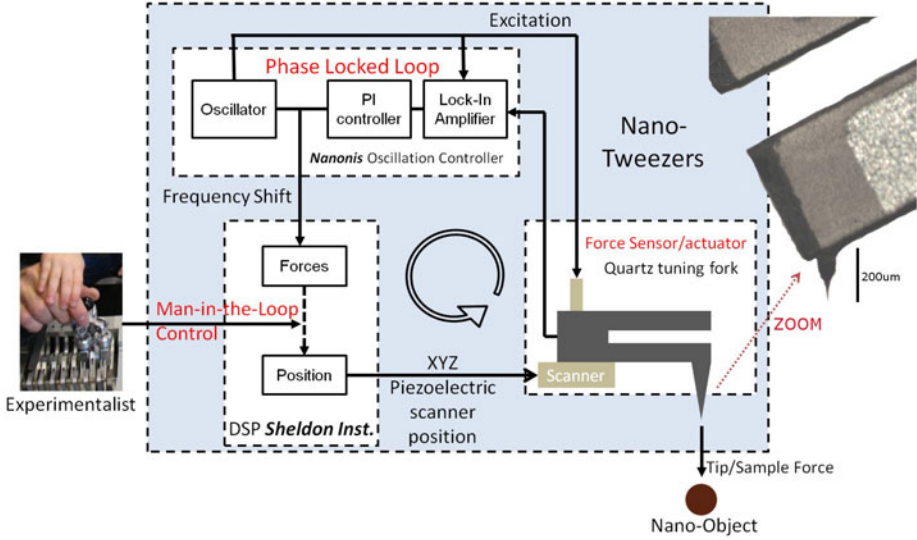 Excitation
Phase Locked Loop
Oscillator
PI
controller
Lock-In
Amplifier
Nanonis Oscillation Controller
Nano-
Tweezers
Frequency Shift
Forces
Force Sensor/actuator
Quartz tuning fork
200um
Man-in-the-Loop
Control
ZOOM
XYZ
Piezoelectric
scanner
position
Scanner
Position
Experimentalist
DSP Sheldon Inst.
Tip/Sample Force
Nano-Object